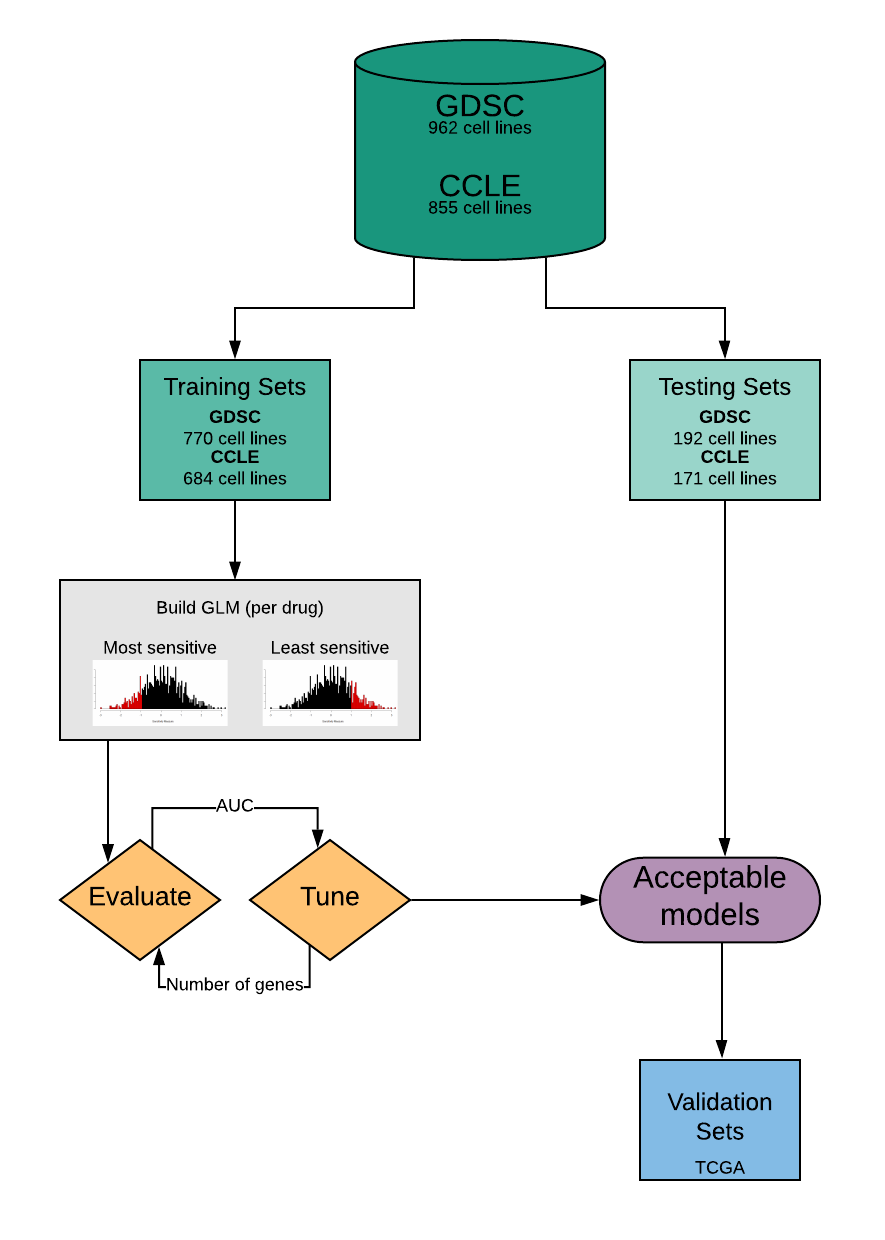 GDSC
962 cell lines
CCLE
855 cell lines
Training Sets
GDSC
770 cell lines
CCLE
684 cell lines
Testing Sets
GDSC
192 cell lines
CCLE
171 cell lines
Build GLM (per drug)
Most sensitive
Least sensitive
AUC
Evaluate
Tune
Number of genes
Acceptable
models
Validation
Sets
TCGA